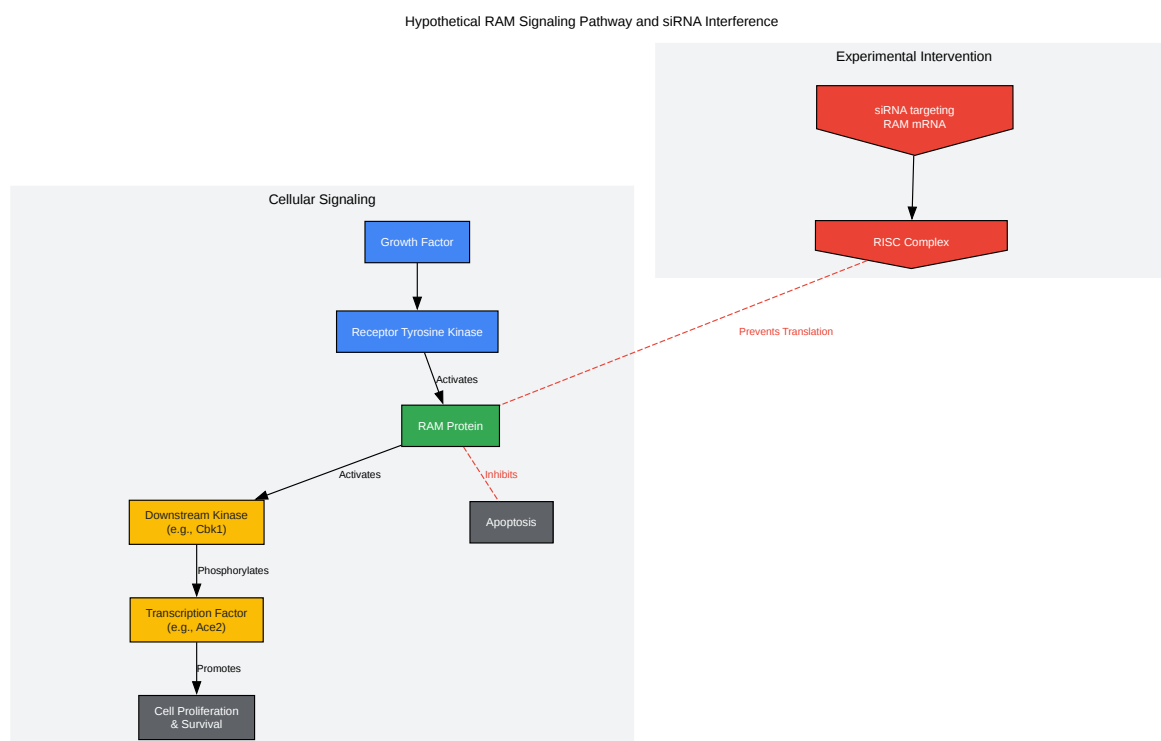 Hypothetical RAM Signaling Pathway and siRNA Interference
Experimental Intervention
siRNA targeting
RAM mRNA
RISC Complex
Prevents Translation
Cellular Signaling
Growth Factor
Receptor Tyrosine Kinase
Activates
RAM Protein
Activates
Inhibits
Downstream Kinase
(e.g., Cbk1)
Apoptosis
Phosphorylates
Transcription Factor
(e.g., Ace2)
Promotes
Cell Proliferation
& Survival